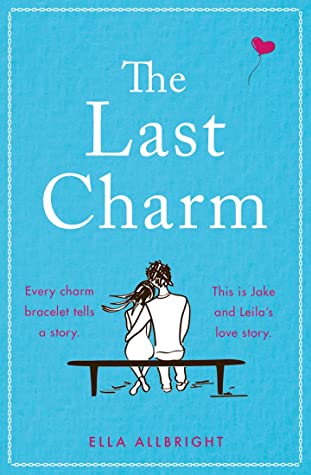 The
Last
Charm
Every charm
bracelet tells
a story.
This is Jake
and Leila's
love story.
ELLA ALLBRIGHT